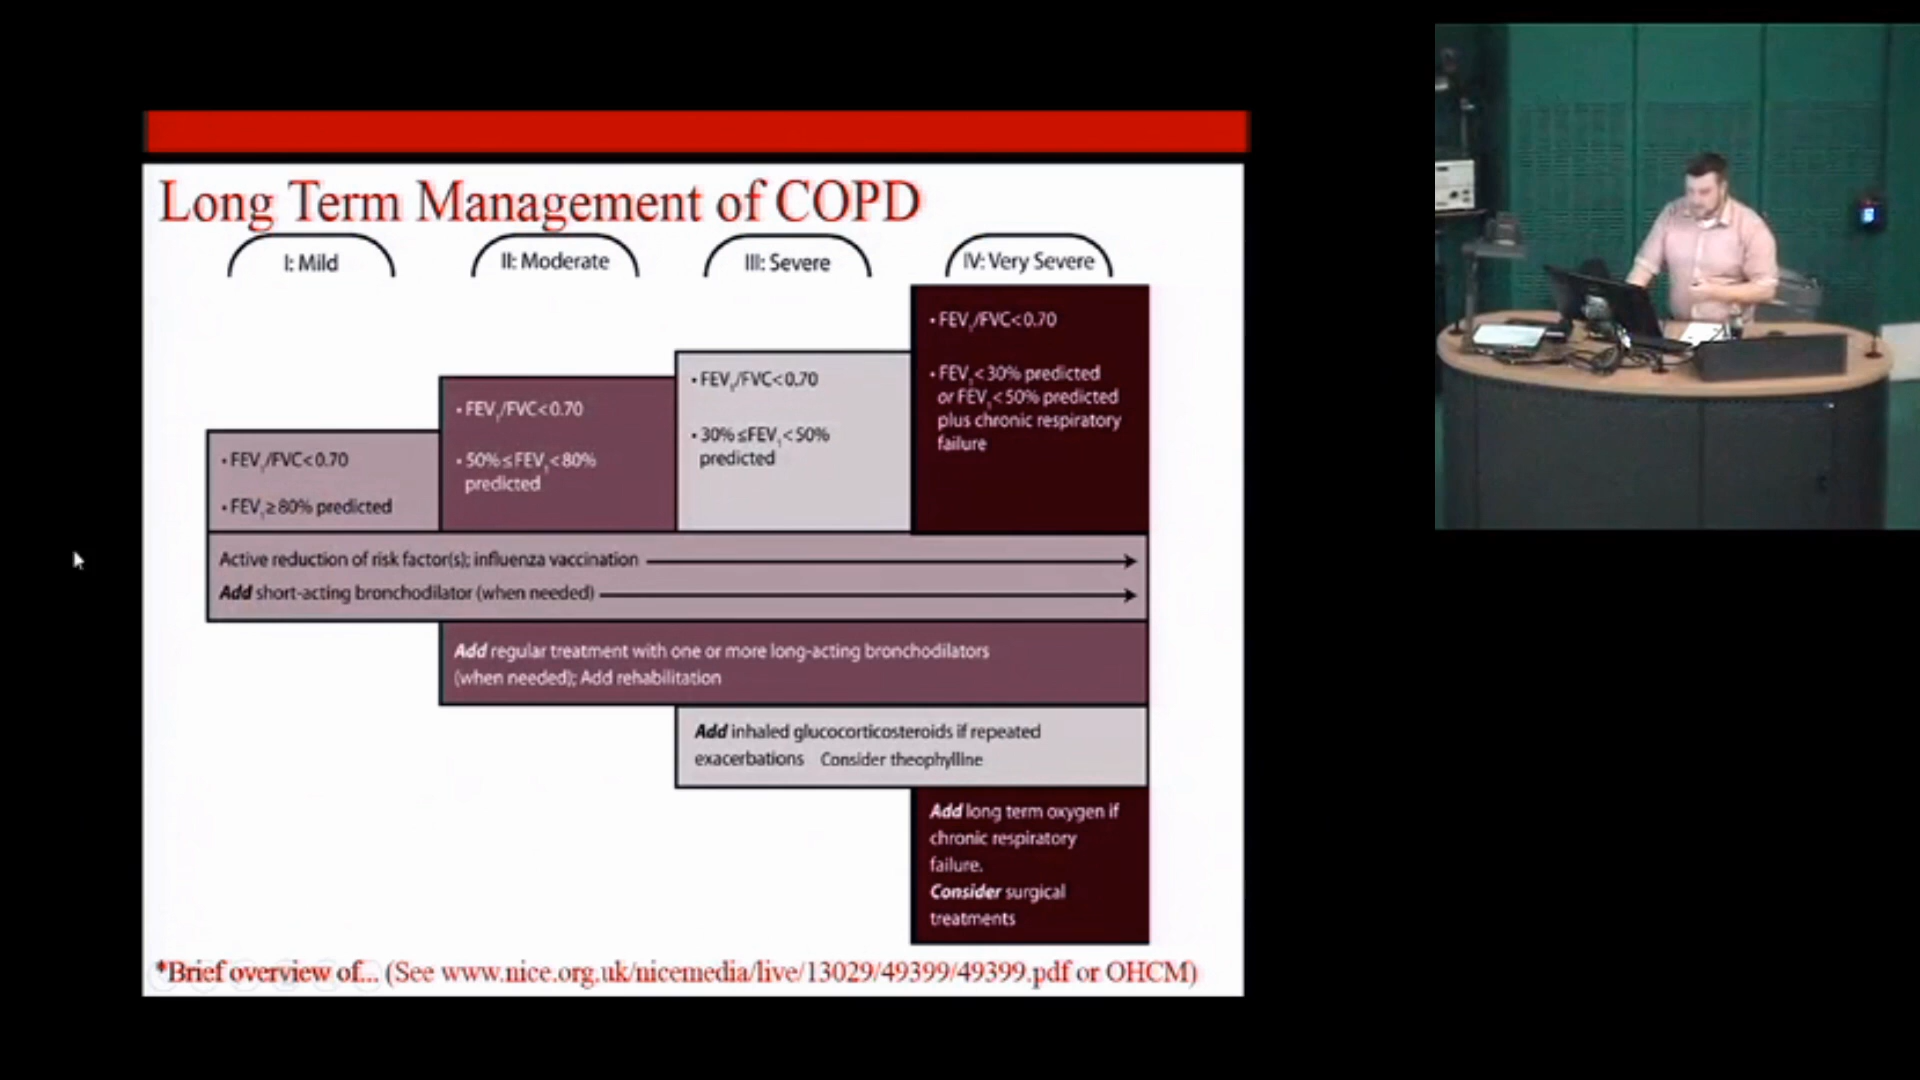 Long Term Management of COPD
I: Mild
II: Moderate
III: Severe
IV: Very Severe
• FEV₁/FVC<0.70
• FEV₁≥80% predicted
• FEV₁/FVC<0.70
• 50%≤FEV₁<80%
predicted
• FEV₁/FVC<0.70
• 30%≤FEV₁<50%
predicted
• FEV₁/FVC<0.70
• FEV₁<30% predicted
or FEV₁<50% predicted
plus chronic respiratory
failure
Active reduction of risk factor(s); influenza vaccination
Add short-acting bronchodilator (when needed)
Add regular treatment with one or more long-acting bronchodilators
(when needed); Add rehabilitation
Add inhaled glucocorticosteroids if repeated
exacerbations Consider theophylline
Add long term oxygen if
chronic respiratory
failure.
Consider surgical
treatments
*Brief overview of... (See www.nice.org.uk/nicemedia/live/13029/49399/49399.pdf or OHCM)